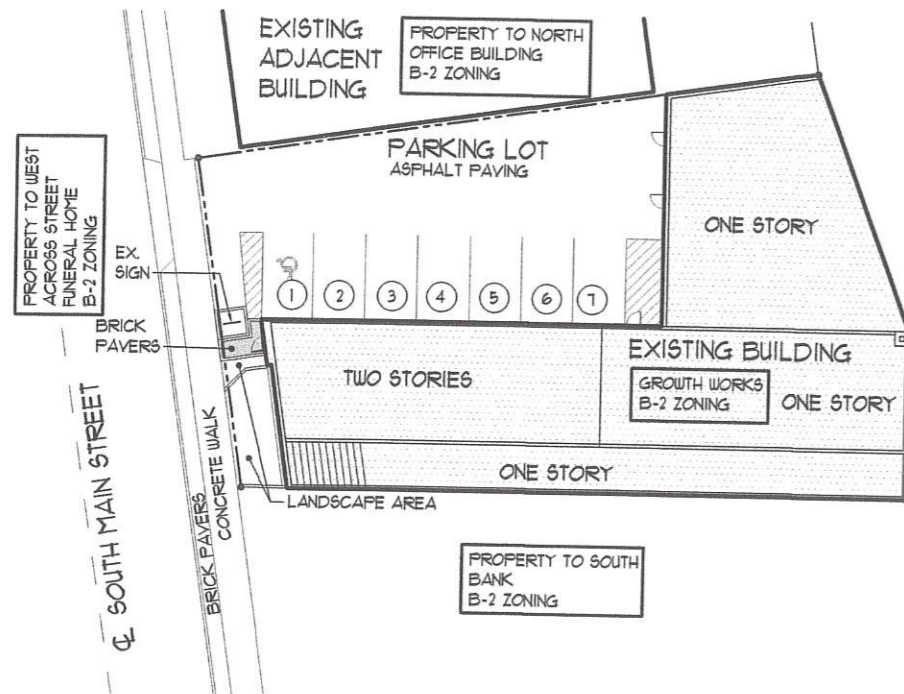 EXISTING
ADJACENT
BUILDING
PROPERTY TO NORTH
OFFICE BUILDING
B-2 ZONING
PROPERTY TO WEST
ACROSS STREET
FUNERAL HOME
B-2 ZONING
PARKING LOT
ASPHALT PAVING
ONE STORY
EX.
SIGN
1
2
3
4
5
6
7
BRICK
PAVERS
TWO STORIES
EXISTING BUILDING
GROWTH WORKS
B-2 ZONING
ONE STORY
ONE STORY
LANDSCAPE AREA
BRICK PAVERS
CONCRETE WALK
℄ SOUTH MAIN STREET
PROPERTY TO SOUTH
BANK
B-2 ZONING